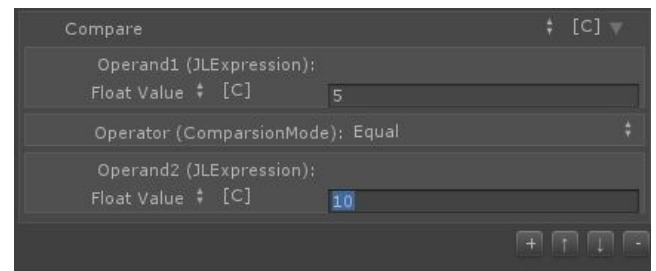 Compare [C]
Operand1 (JLExpression):
Float Value [C] 5
Operator (ComparsionMode): Equal
Operand2 (JLExpression):
Float Value [C] 10
+ ↑ ↓ -